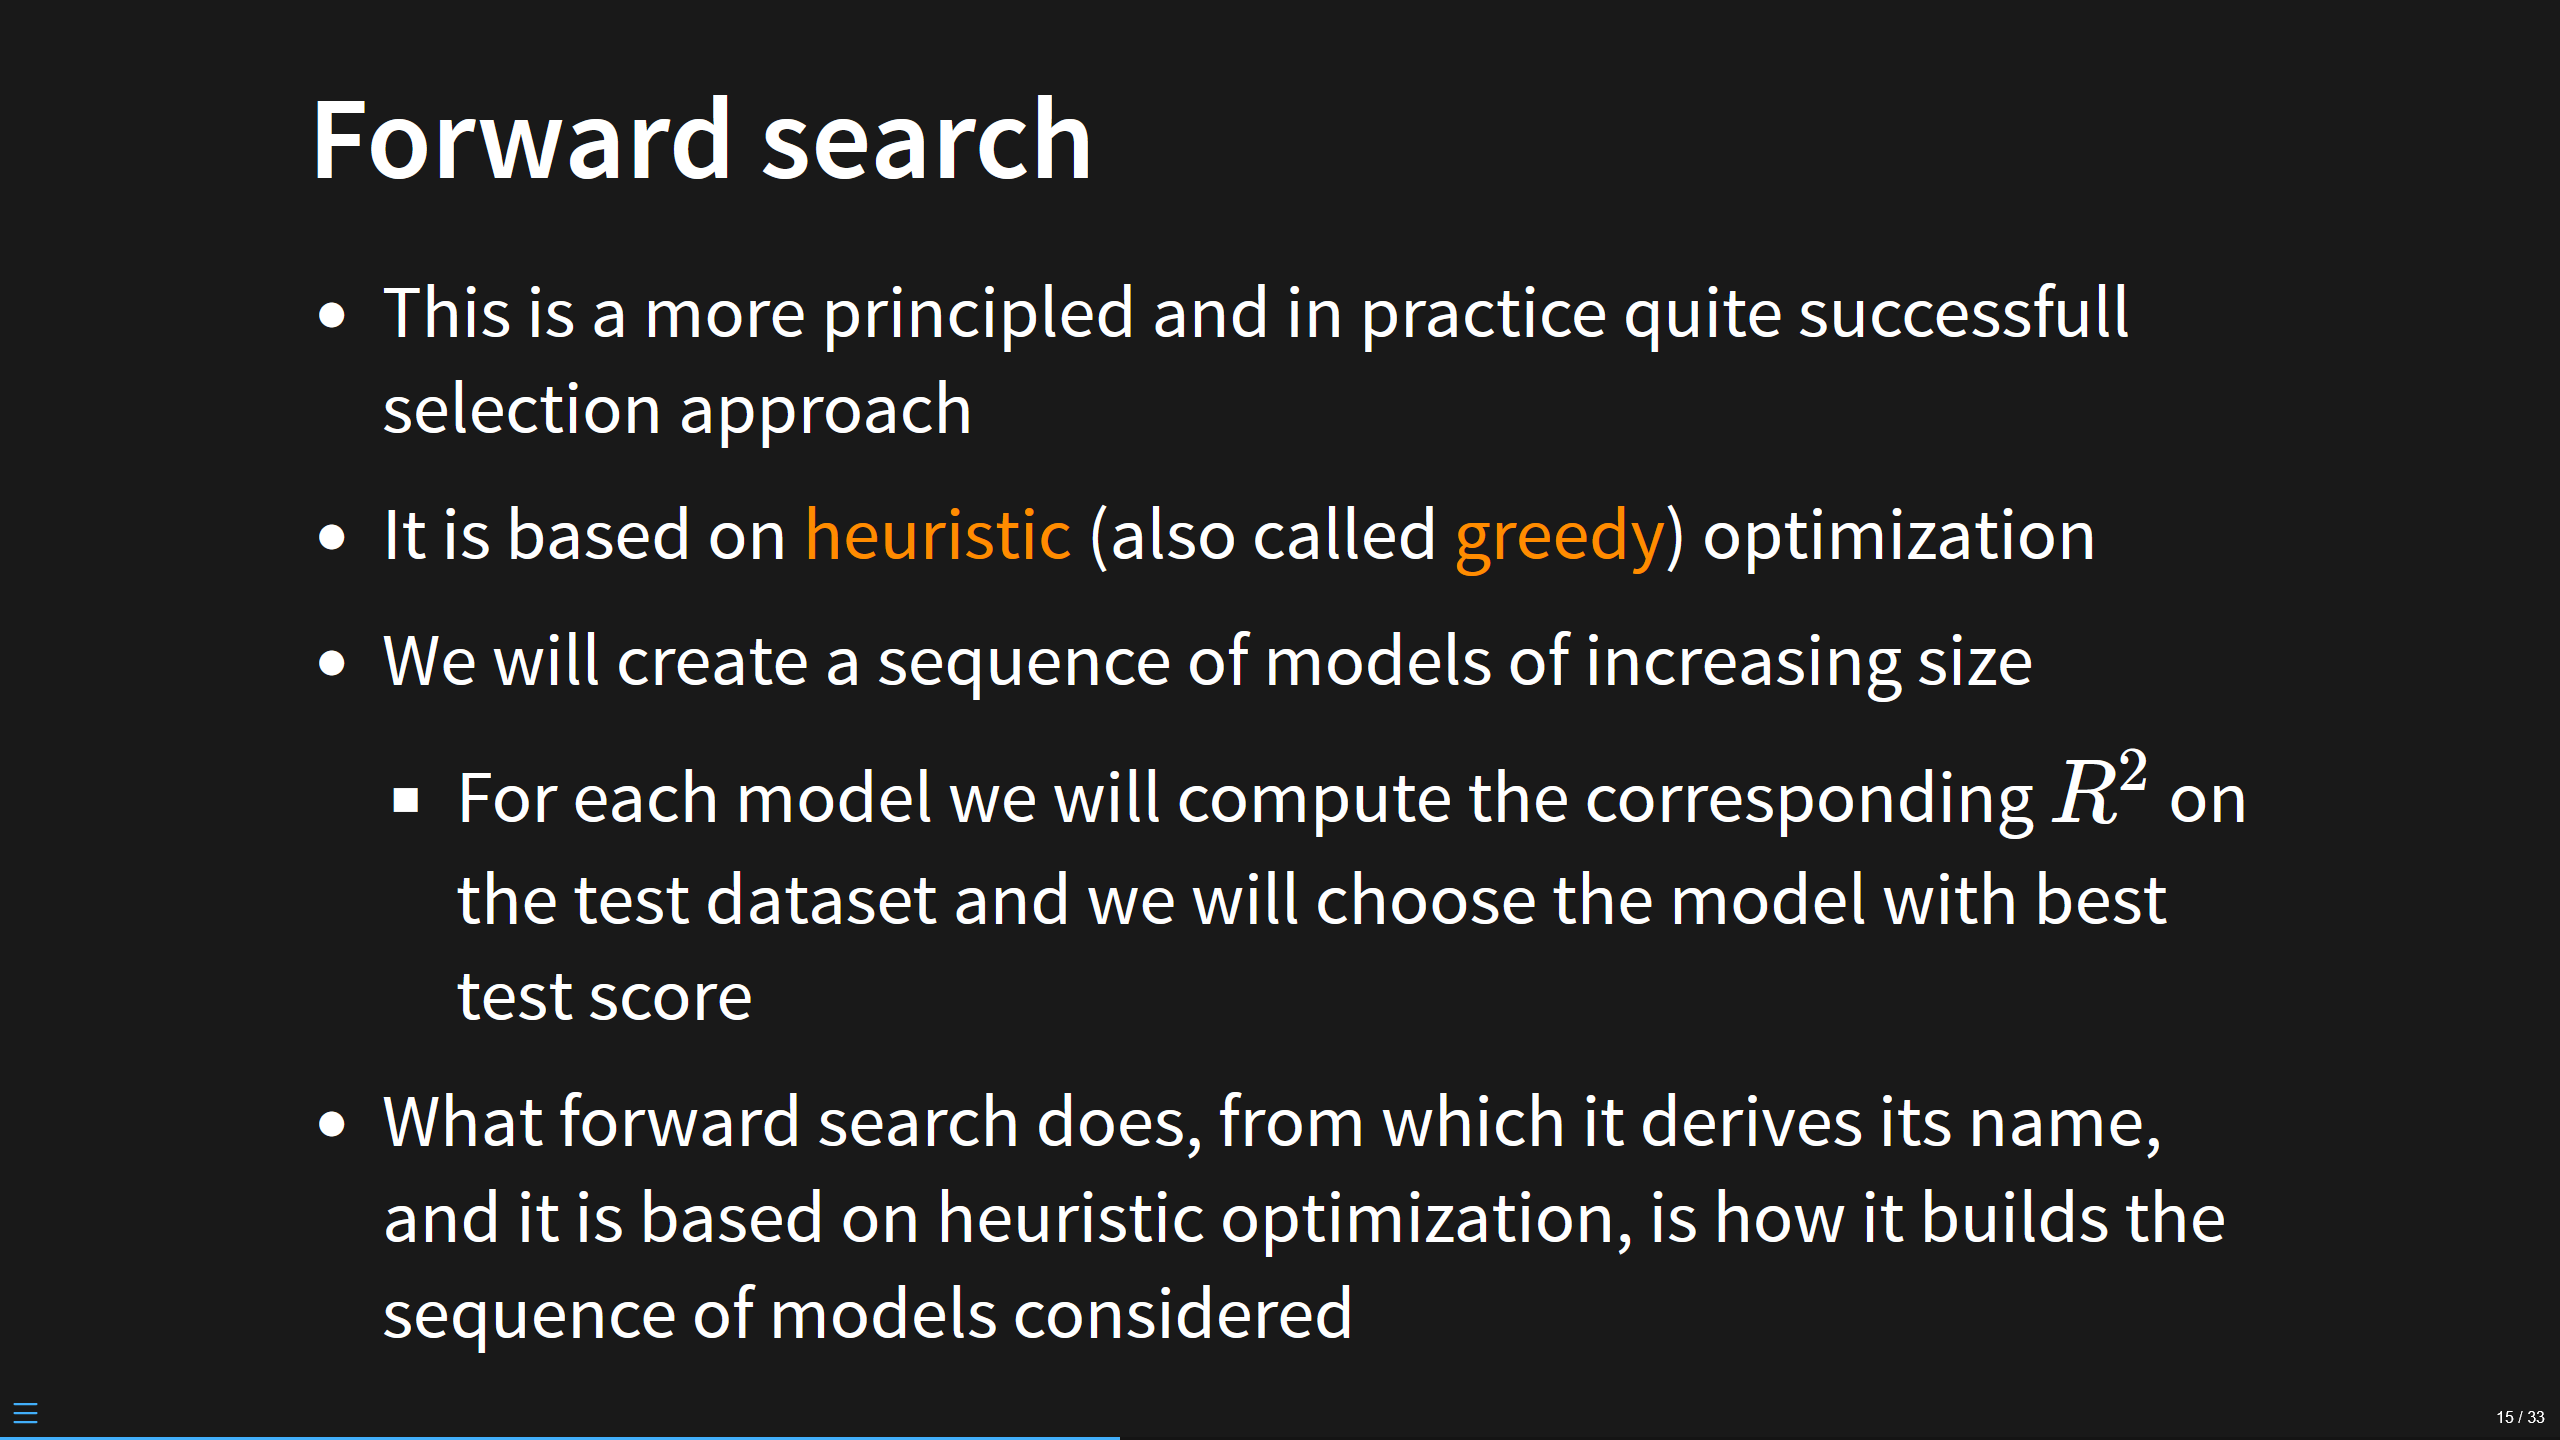 Forward search
• This is a more principled and in practice quite successfull
selection approach
• It is based on heuristic (also called greedy) optimization
• We will create a sequence of models of increasing size
▪ For each model we will compute the corresponding R² on
the test dataset and we will choose the model with best
test score
• What forward search does, from which it derives its name,
and it is based on heuristic optimization, is how it builds the
sequence of models considered
15 / 33